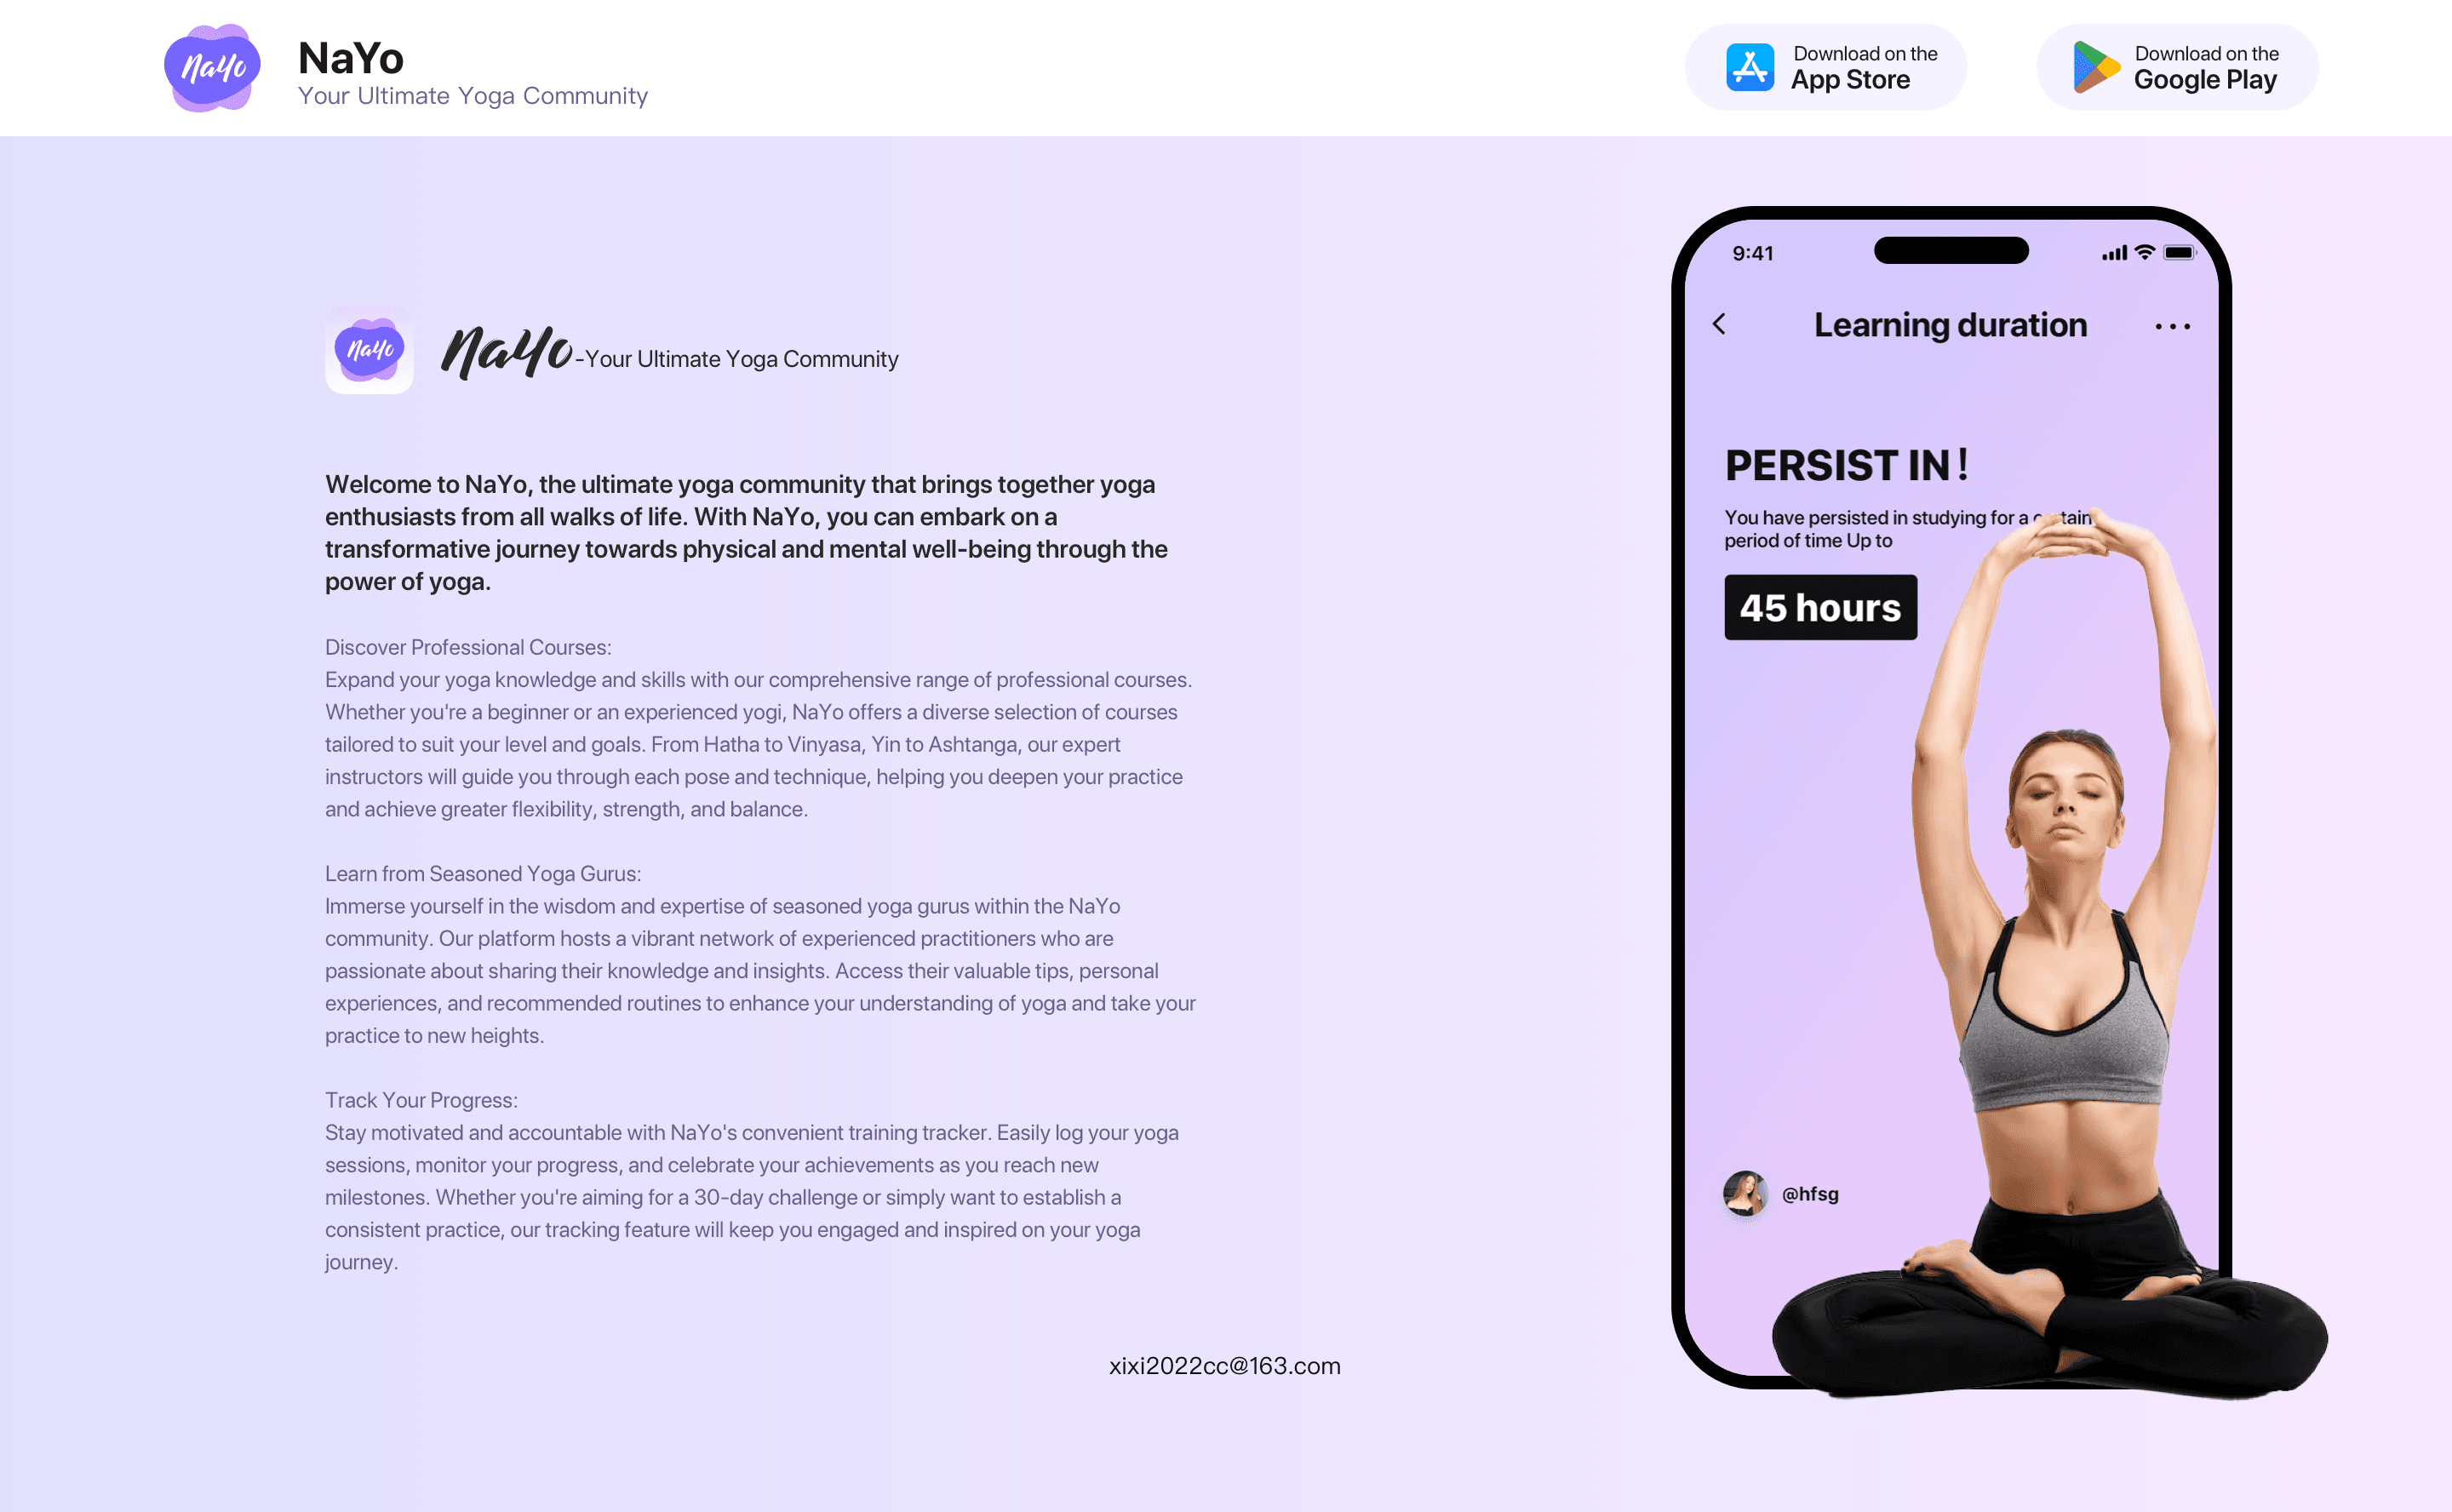 NaYo
NaYo
Your Ultimate Yoga Community
Download on the
App Store
Download on the
Google Play
NaYo
NaYo-Your Ultimate Yoga Community
Welcome to NaYo, the ultimate yoga community that brings together yoga
enthusiasts from all walks of life. With NaYo, you can embark on a
transformative journey towards physical and mental well-being through the
power of yoga.
Discover Professional Courses:
Expand your yoga knowledge and skills with our comprehensive range of professional courses.
Whether you're a beginner or an experienced yogi, NaYo offers a diverse selection of courses
tailored to suit your level and goals. From Hatha to Vinyasa, Yin to Ashtanga, our expert
instructors will guide you through each pose and technique, helping you deepen your practice
and achieve greater flexibility, strength, and balance.
Learn from Seasoned Yoga Gurus:
Immerse yourself in the wisdom and expertise of seasoned yoga gurus within the NaYo
community. Our platform hosts a vibrant network of experienced practitioners who are
passionate about sharing their knowledge and insights. Access their valuable tips, personal
experiences, and recommended routines to enhance your understanding of yoga and take your
practice to new heights.
Track Your Progress:
Stay motivated and accountable with NaYo's convenient training tracker. Easily log your yoga
sessions, monitor your progress, and celebrate your achievements as you reach new
milestones. Whether you're aiming for a 30-day challenge or simply want to establish a
consistent practice, our tracking feature will keep you engaged and inspired on your yoga
journey.
xixi2022cc@163.com
9:41
Learning duration
PERSIST IN！
You have persisted in studying for a
period of time Up to
45 hours
@hfsg